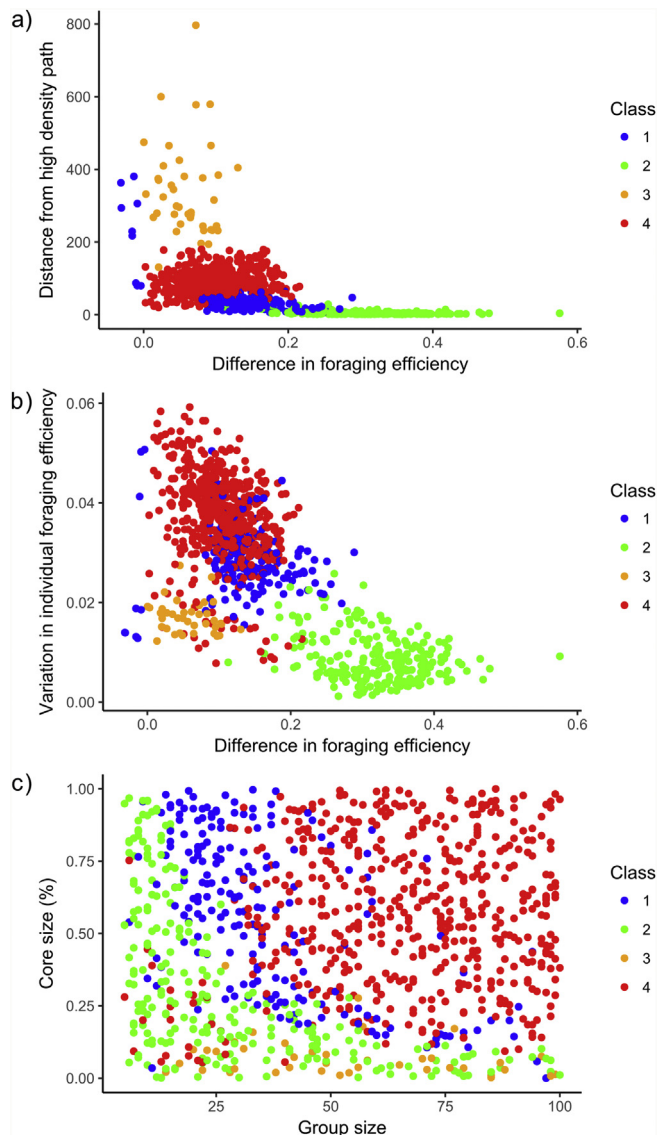 a)
800
600
400
200
0
Distance from high density path
0.0 0.2 0.4 0.6
Difference in foraging efficiency
Class
1
2
3
4
b)
0.06
0.04
0.02
0.00
Variation in individual foraging efficiency
0.0 0.2 0.4 0.6
Difference in foraging efficiency
Class
1
2
3
4
c)
1.00
0.75
0.50
0.25
0.00
Core size (%)
25 50 75 100
Group size
Class
1
2
3
4